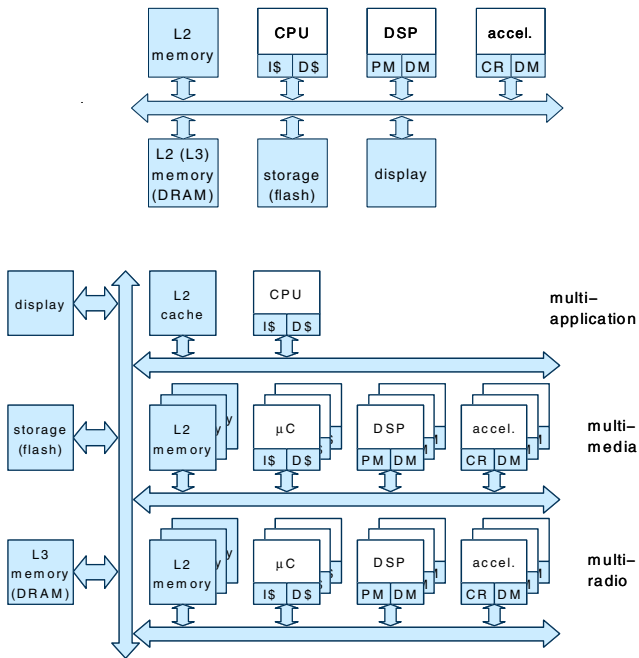 L2
memory
CPU
I$ D$
DSP
PM DM
accel.
CR DM
L2 (L3)
memory
(DRAM)
storage
(flash)
display
display
L2
cache
CPU
I$ D$
multi–
application
storage
(flash)
L2
memory
y
y
µC
I$ D$
$
$
DSP
PM DM
M
M
accel.
CR DM
M
M
multi–
media
L3
memory
(DRAM)
L2
memory
y
y
µC
I$ D$
$
$
DSP
PM DM
M
M
accel.
CR DM
M
M
multi–
radio